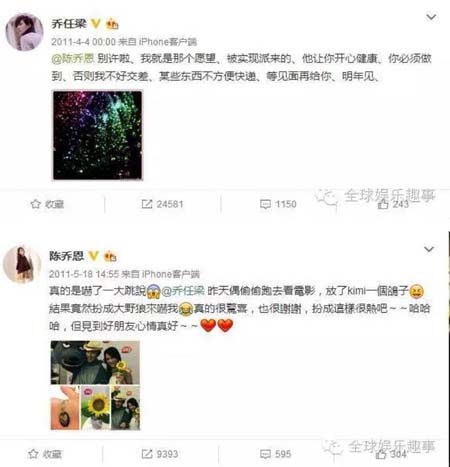 乔任梁
2011-4-4 00:00 来自 iPhone客户端
@陈乔恩 别许啦、我就是那个愿望、被实现派来的。他让你开心健康、你必须做
到、否则我不好交差、某些东西不方便快递、等见面再给你、明年见、
收藏 24581 1150 243
全球娱乐趣事
陈乔恩
2011-5-18 14:55 来自 iPhone客户端
真的是嚇了一大跳說@乔任梁 昨天偶偷偷跑去看電影，放了kimi一個鴿子
結果竟然扮成大野狼來嚇我真的很驚喜，也很謝謝，扮成這樣很熱吧～～哈哈
哈，但見到好朋友心情真好～～
收藏 9393 595 304
全球娱乐趣事